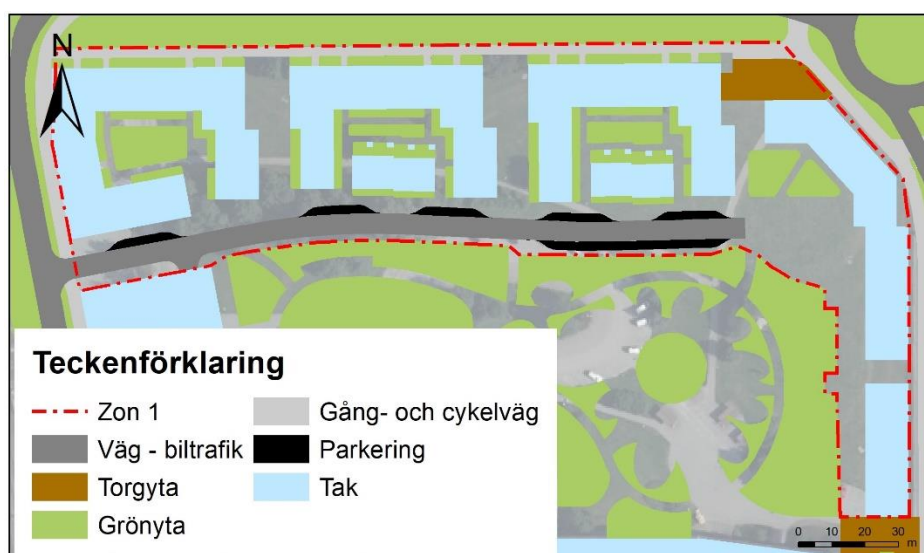 N
Teckenförklaring
Zon 1
Gång- och cykelväg
Väg - biltrafik
Parkering
Torgyta
Tak
Grönyta
0 10 20 30
m